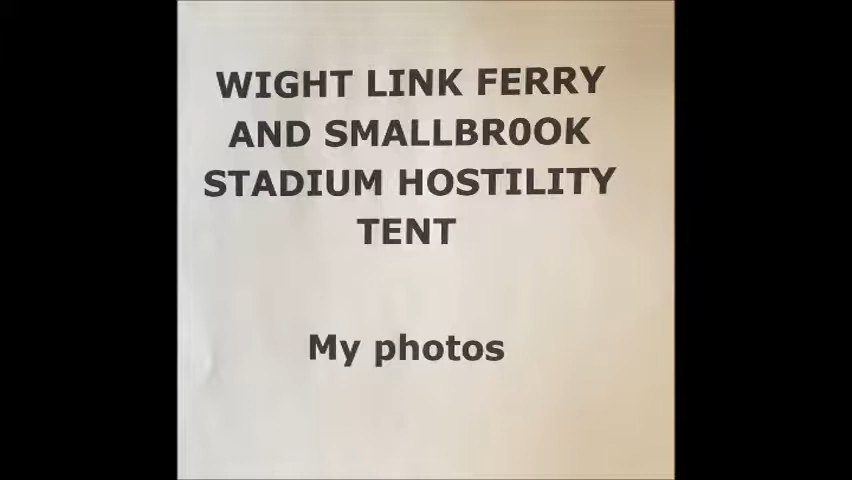 WIGHT LINK FERRY
AND SMALLBR0OK
STADIUM HOSTILITY
TENT
My photos